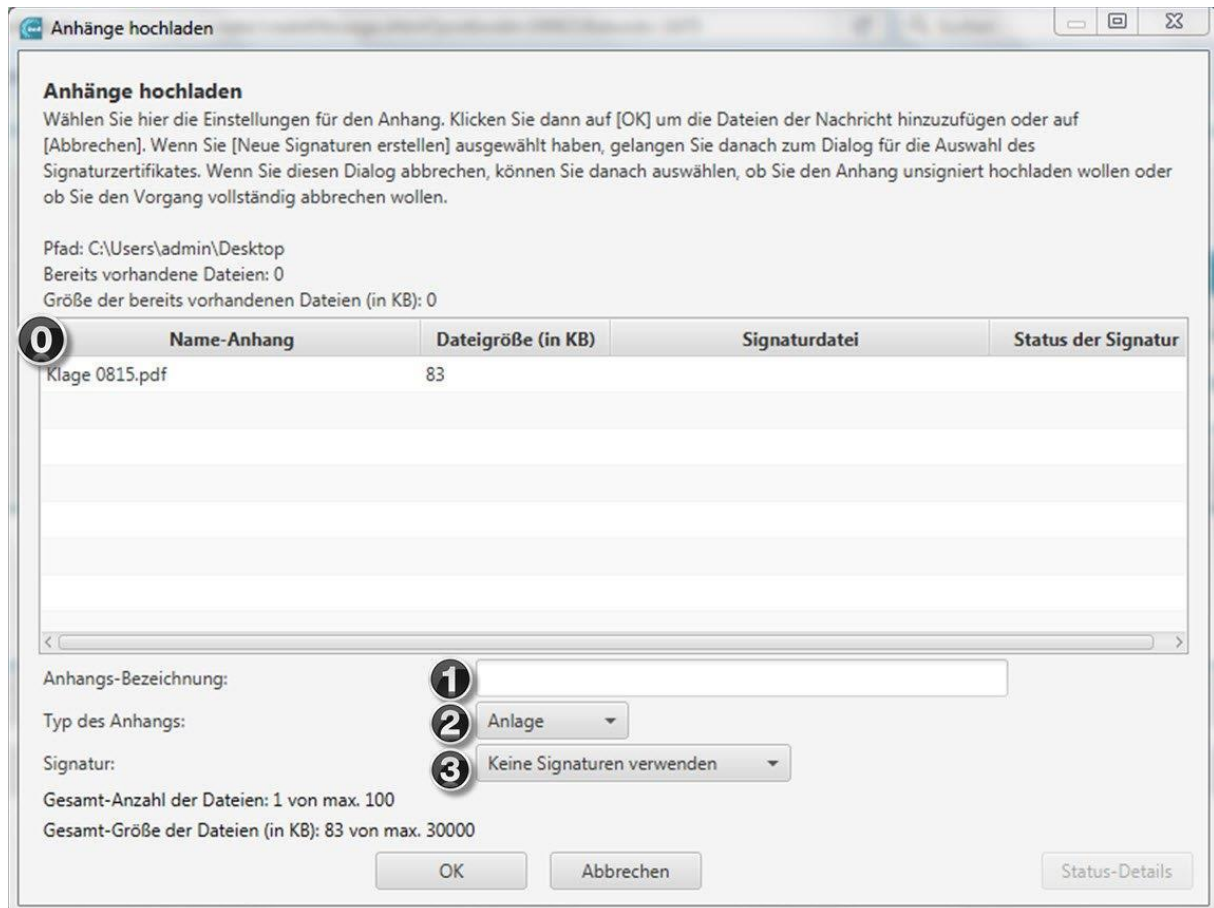 Anhänge hochladen
Anhänge hochladen
Wählen Sie hier die Einstellungen für den Anhang. Klicken Sie dann auf [OK] um die Dateien der Nachricht hinzuzufügen oder auf
[Abbrechen]. Wenn Sie [Neue Signaturen erstellen] ausgewählt haben, gelangen Sie danach zum Dialog für die Auswahl des
Signaturzertifikates. Wenn Sie diesen Dialog abbrechen, können Sie danach auswählen, ob Sie den Anhang unsigniert hochladen wollen oder
ob Sie den Vorgang vollständig abbrechen wollen.
Pfad: C:\Users\admin\Desktop
Bereits vorhandene Dateien: 0
Größe der bereits vorhandenen Dateien (in KB): 0
0 Name-Anhang Dateigröße (in KB) Signaturdatei Status der Signatur
Klage 0815.pdf 83
Anhangs-Bezeichnung: 1
Typ des Anhangs: 2 Anlage
Signatur: 3 Keine Signaturen verwenden
Gesamt-Anzahl der Dateien: 1 von max. 100
Gesamt-Größe der Dateien (in KB): 83 von max. 30000
OK Abbrechen Status-Details